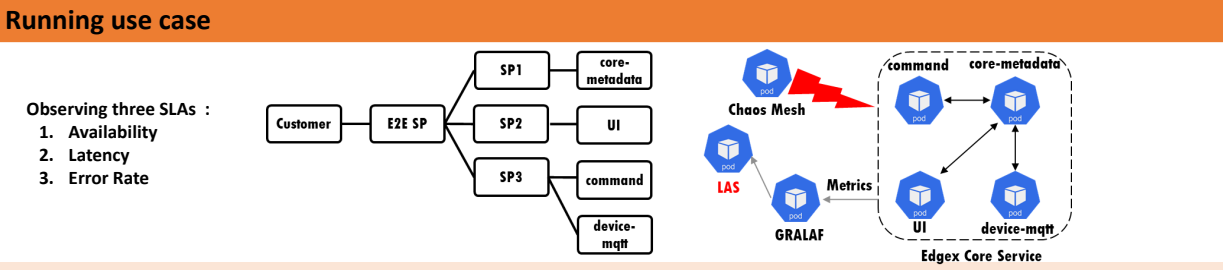 Running use case
Observing three SLAs :
1. Availability
2. Latency
3. Error Rate
Customer
E2E SP
SP1
SP2
SP3
core-
metadata
UI
command
device-
mqtt
pod
Chaos Mesh
pod
LAS
pod
GRALAF
Metrics
command
pod
core-metadata
pod
pod
UI
pod
device-mqtt
Edgex Core Service